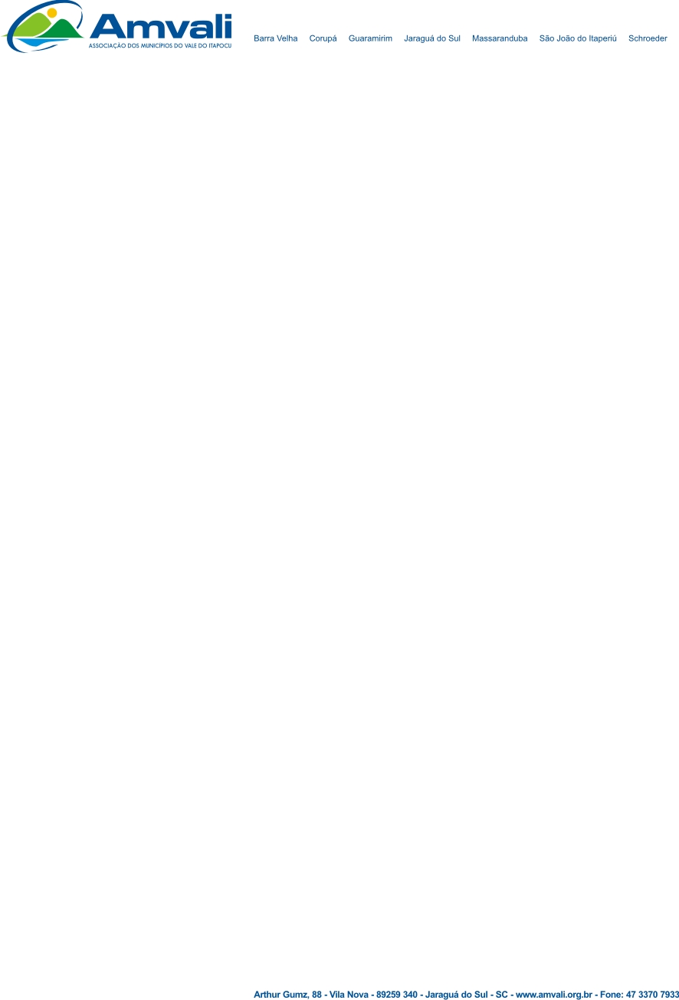 Amvali
ASSOCIAÇÃO DOS MUNICÍPIOS DO VALE DO ITAPOCU
Barra Velha Corupá Guaramirim Jaraguá do Sul Massaranduba São João do Itaperiú Schroeder
Arthur Gumz, 88 - Vila Nova - 89259 340 - Jaraguá do Sul - SC - www.amvali.org.br - Fone: 47 3370 7933